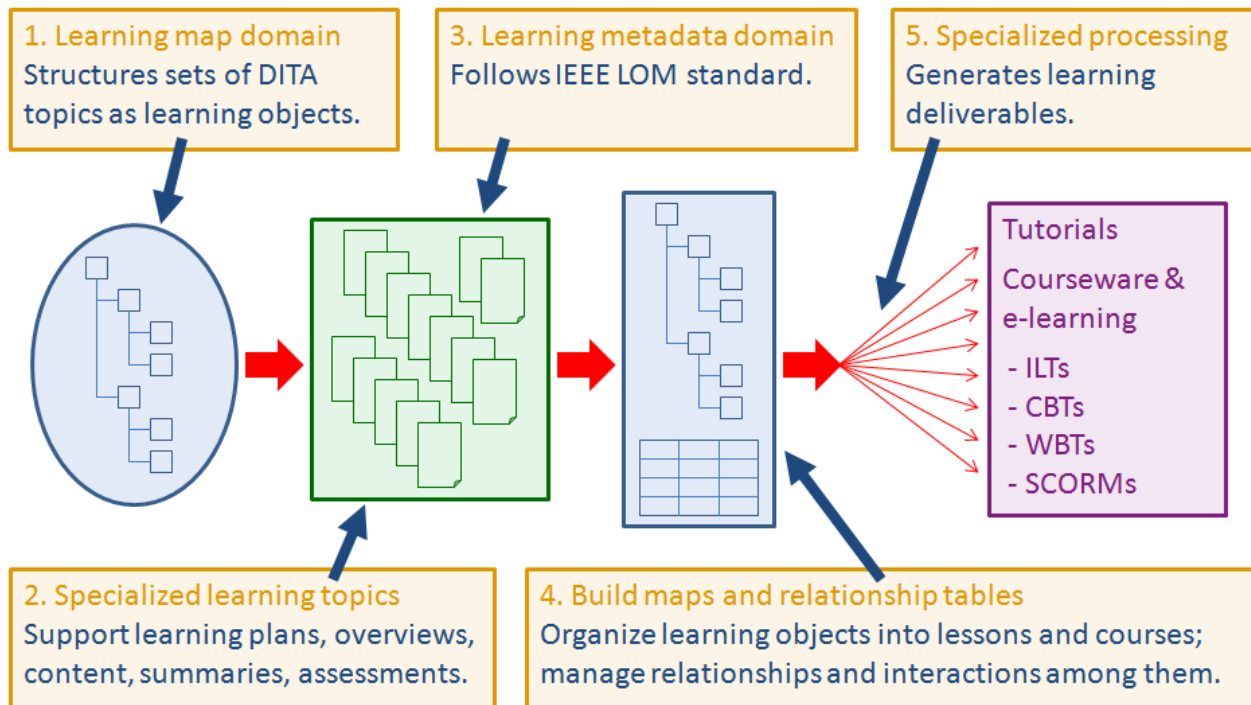 1. Learning map domain
Structures sets of DITA
topics as learning objects.
3. Learning metadata domain
Follows IEEE LOM standard.
5. Specialized processing
Generates learning
deliverables.
Tutorials
Courseware &
e-learning
- ILTs
- CBTs
- WBTs
- SCORMs
2. Specialized learning topics
Support learning plans, overviews,
content, summaries, assessments.
4. Build maps and relationship tables
Organize learning objects into lessons and courses;
manage relationships and interactions among them.